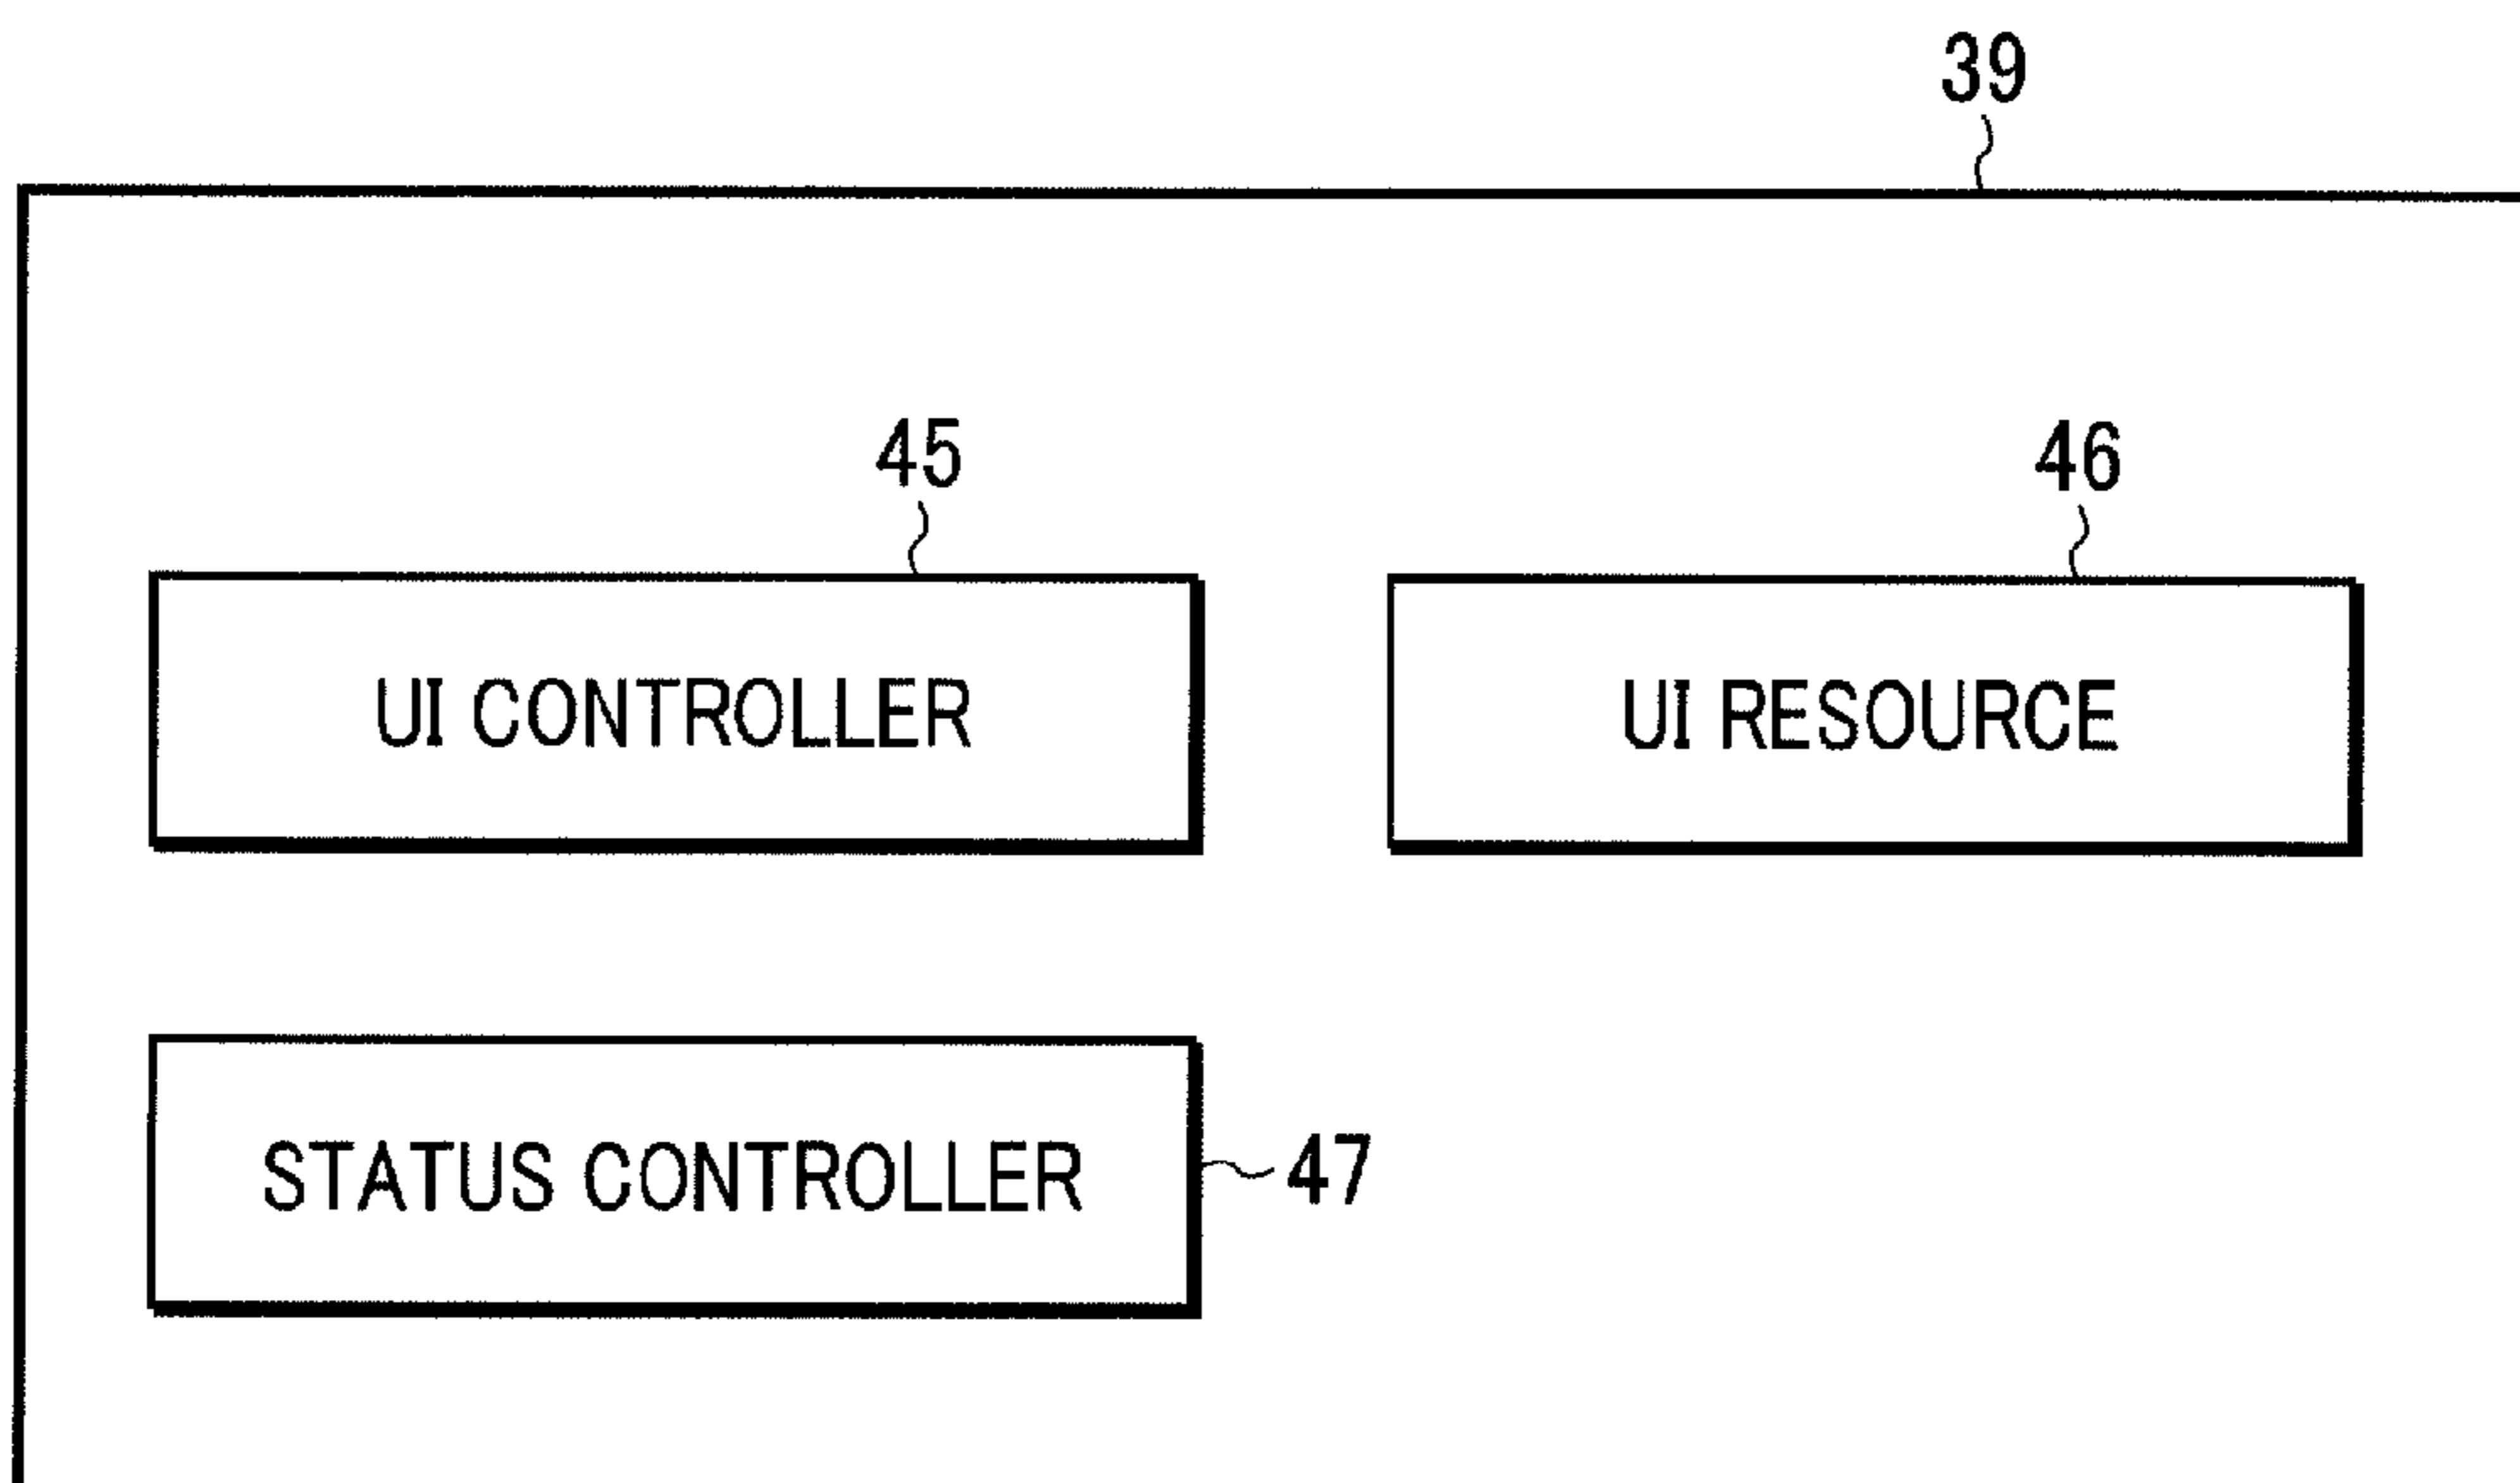 39
45
46
UI CONTROLLER
UI RESOURCE
STATUS CONTROLLER
47